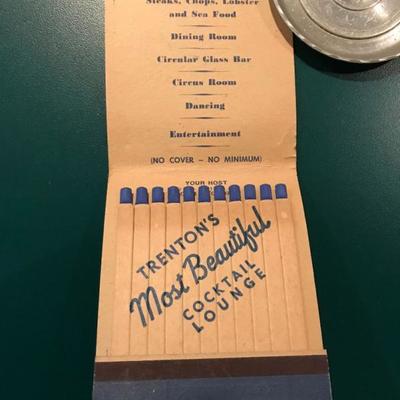 Steaks, Chops, Lobster
and Sea Food
Dining Room
Circular Glass Bar
Circus Room
Dancing
Entertainment
(NO COVER — NO MINIMUM)
YOUR HOST
TRENTON'S
Most Beautiful
COCKTAIL
LOUNGE